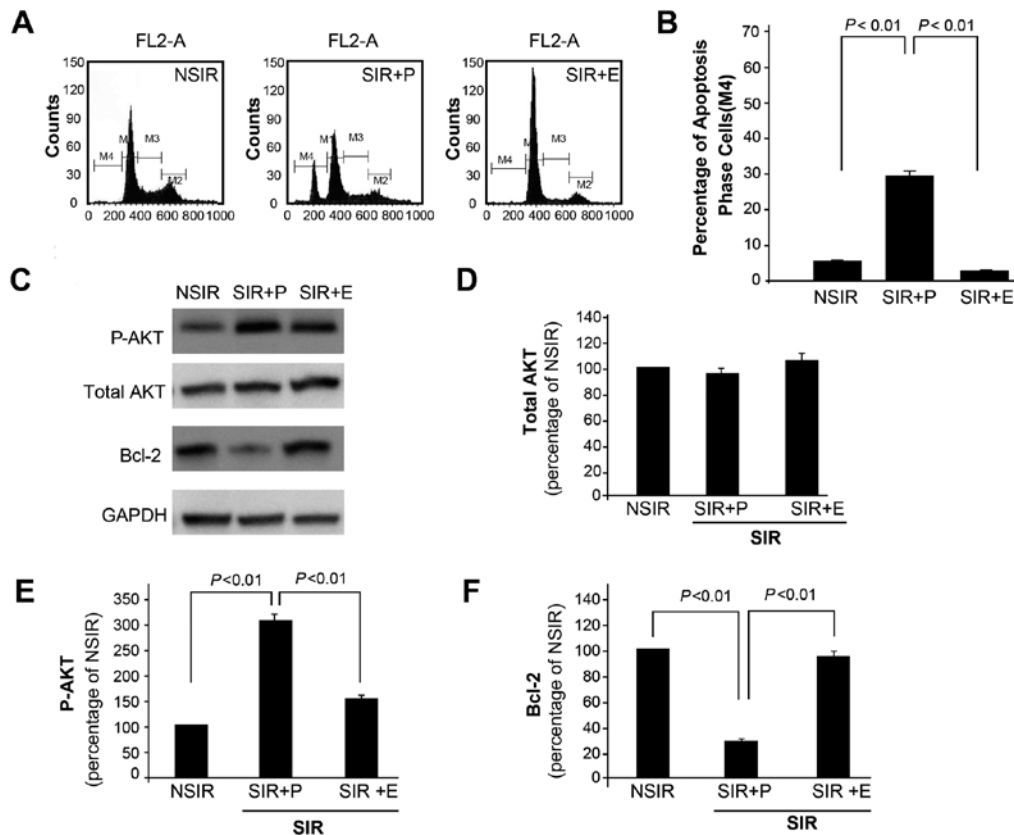 A
FL2-A
FL2-A
FL2-A
NSIR
SIR+P
SIR+E
Counts
150
120
90
60
30
0
M4
M3
M2
0 200 400 600 800 1000
Counts
150
120
90
60
30
0
M4
M1
M3
M2
0 200 400 600 800 1000
Counts
150
120
90
60
30
0
M4
M3
M2
0 200 400 600 800 1000
B
P < 0.01
P < 0.01
Percentage of Apoptosis
Phase Cells(M4)
70
60
50
40
30
20
10
0
NSIR
SIR+P
SIR+E
C
NSIR SIR+P SIR+E
P-AKT
Total AKT
Bcl-2
GAPDH
D
Total AKT
(percentage of NSIR)
140
120
100
80
60
80
40
20
0
NSIR
SIR+P
SIR+E
SIR
E
P<0.01
P<0.01
P-AKT
(percentage of NSIR)
350
300
250
200
150
100
50
0
NSIR
SIR+P
SIR +E
SIR
F
P<0.01
P<0.01
Bcl-2
(percentage of NSIR)
140
120
100
80
60
40
20
0
NSIR
SIR+P
SIR +E
SIR